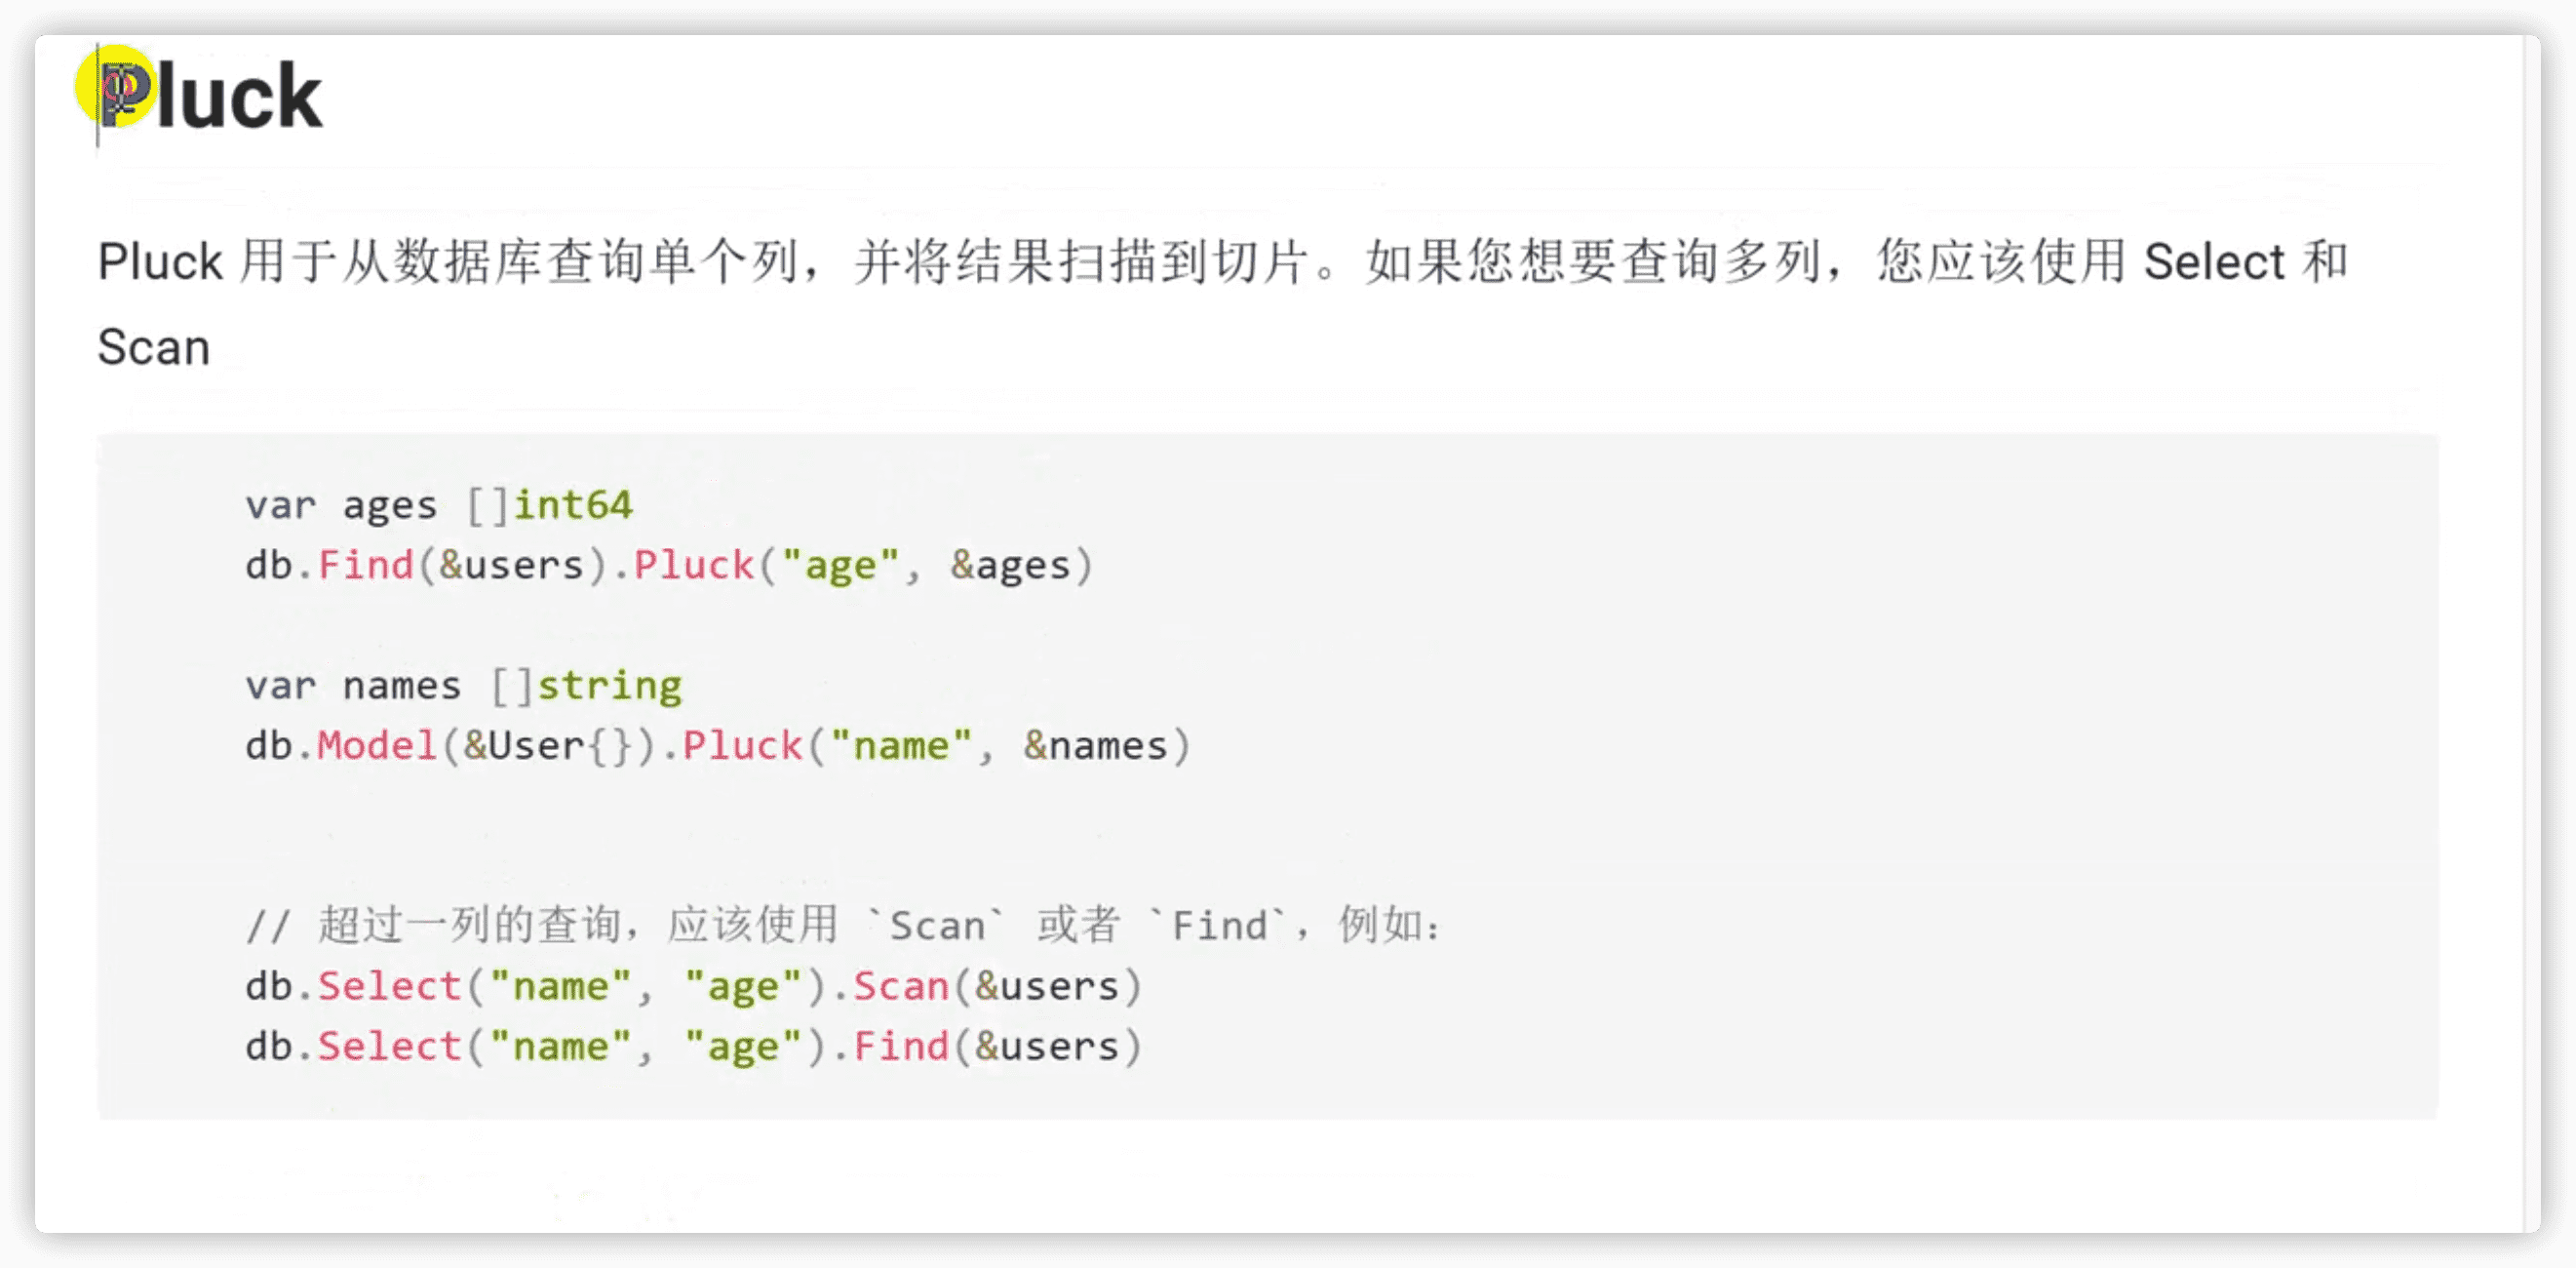 Pluck
Pluck 用于从数据库查询单个列，并将结果扫描到切片。如果您想要查询多列，您应该使用 Select 和
Scan
var ages []int64
db.Find(&users).Pluck("age", &ages)
var names []string
db.Model(&User{}).Pluck("name", &names)
// 超过一列的查询，应该使用 `Scan` 或者 `Find`，例如：
db.Select("name", "age").Scan(&users)
db.Select("name", "age").Find(&users)